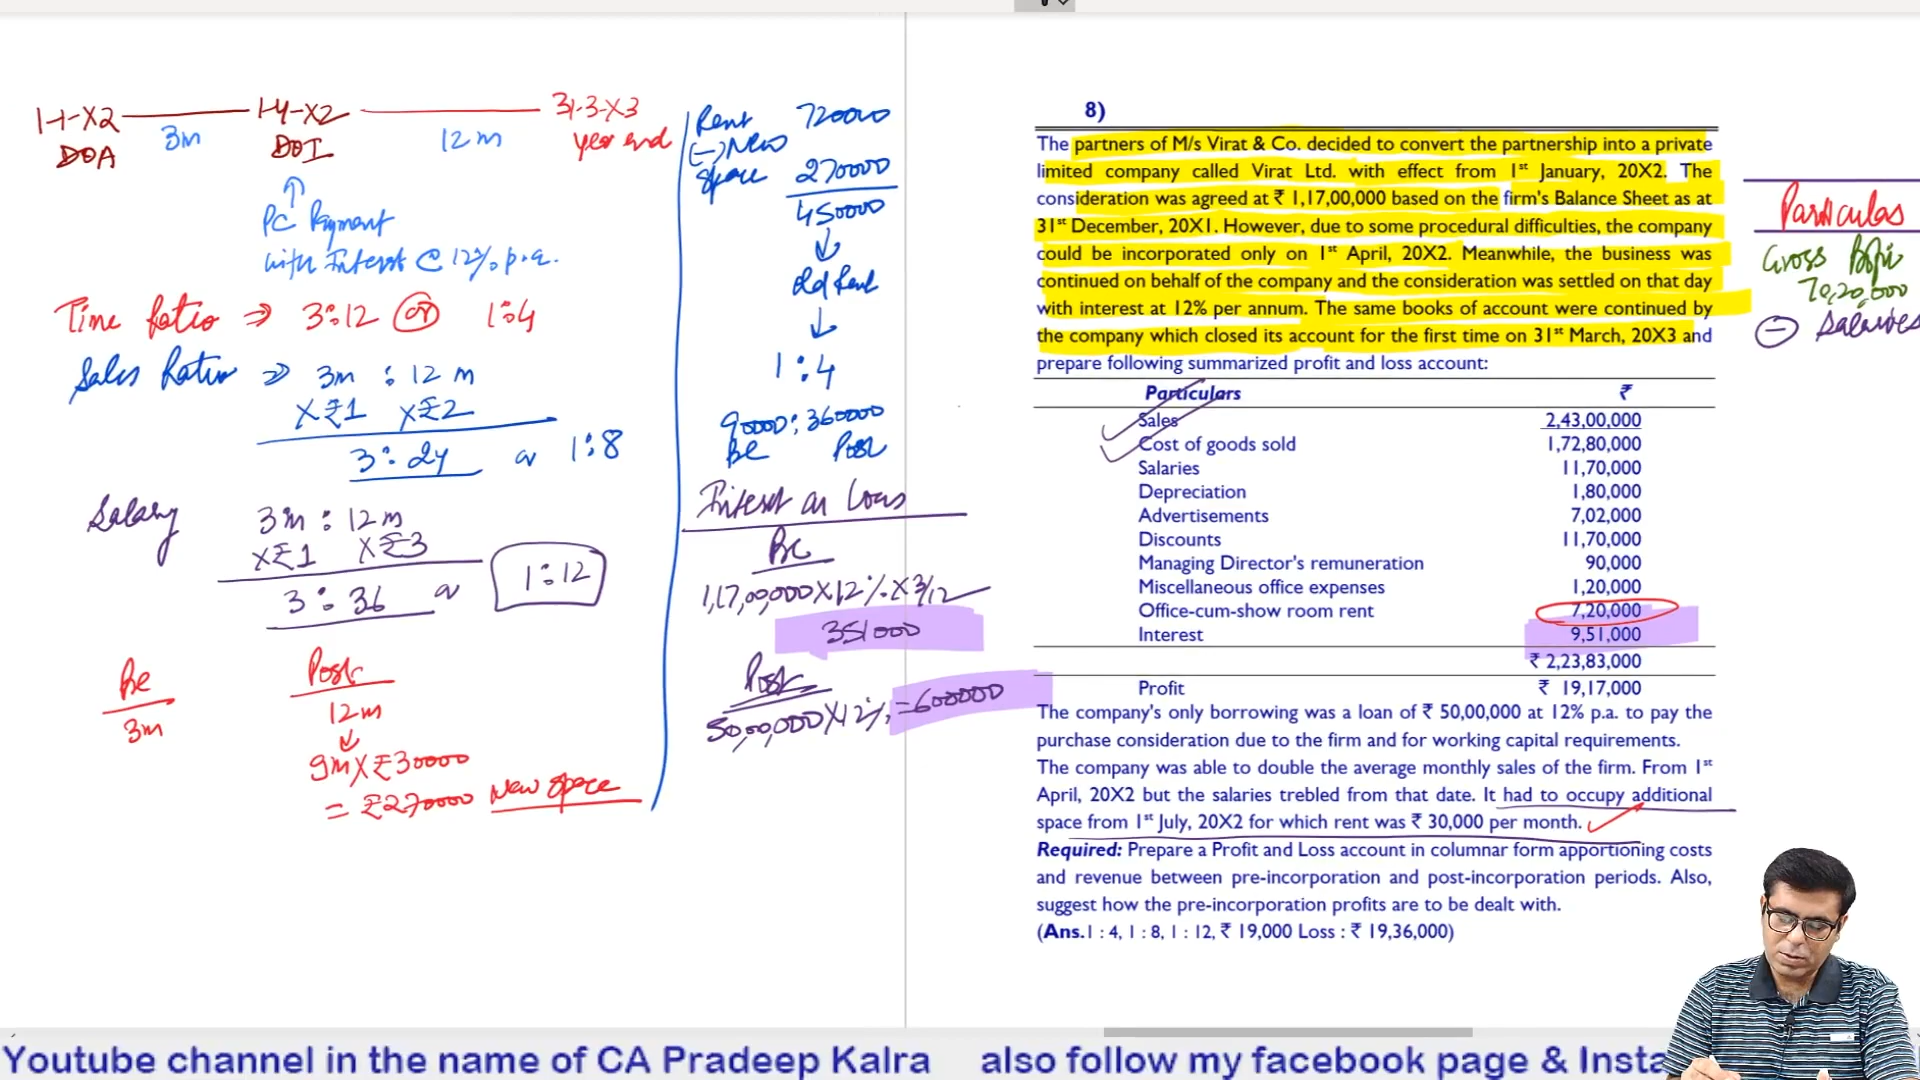 1-1-X2 1-4-X2 31-3-X3
DOA 3m DOI 12m year end
PC Payment
with Interest @ 12% p.a.
Time Ratio ⇒ 3:12 or 1:4
Sales Ratio ⇒ 3m : 12m
X₹1 X₹2
3 : 24 or 1:8
Salary 3m : 12m
X₹1 X₹3
3 : 36 or 1:12
Pre Post
3m 12m
9m X ₹30000
= ₹270000 New Space
Rent 720000
(-) New
Space 270000
450000
Old Rent
1:4
90000 : 360000
Pre Post
Interest on Loan
Pre
1,17,00,000 X 12% X 3/12
351000
Post
50,00,000 X 12% = 600000
8)
The partners of M/s Virat & Co. decided to convert the partnership into a private
limited company called Virat Ltd. with effect from 1st January, 20X2. The
consideration was agreed at ₹ 1,17,00,000 based on the firm's Balance Sheet as at
31st December, 20X1. However, due to some procedural difficulties, the company
could be incorporated only on 1st April, 20X2. Meanwhile, the business was
continued on behalf of the company and the consideration was settled on that day
with interest at 12% per annum. The same books of account were continued by
the company which closed its account for the first time on 31st March, 20X3 and
prepare following summarized profit and loss account:
Particulars ₹
Sales 2,43,00,000
Cost of goods sold 1,72,80,000
Salaries 11,70,000
Depreciation 1,80,000
Advertisements 7,02,000
Discounts 11,70,000
Managing Director's remuneration 90,000
Miscellaneous office expenses 1,20,000
Office-cum-show room rent 7,20,000
Interest 9,51,000
₹ 2,23,83,000
Profit ₹ 19,17,000
The company's only borrowing was a loan of ₹ 50,00,000 at 12% p.a. to pay the
purchase consideration due to the firm and for working capital requirements.
The company was able to double the average monthly sales of the firm. From 1st
April, 20X2 but the salaries trebled from that date. It had to occupy additional
space from 1st July, 20X2 for which rent was ₹ 30,000 per month.
Required: Prepare a Profit and Loss account in columnar form apportioning costs
and revenue between pre-incorporation and post-incorporation periods. Also,
suggest how the pre-incorporation profits are to be dealt with.
(Ans.1 : 4, 1 : 8, 1 : 12, ₹ 19,000 Loss : ₹ 19,36,000)
Particulas
Gross Profit
70,20,000
(-) Salaries
Youtube channel in the name of CA Pradeep Kalra also follow my facebook page & Insta